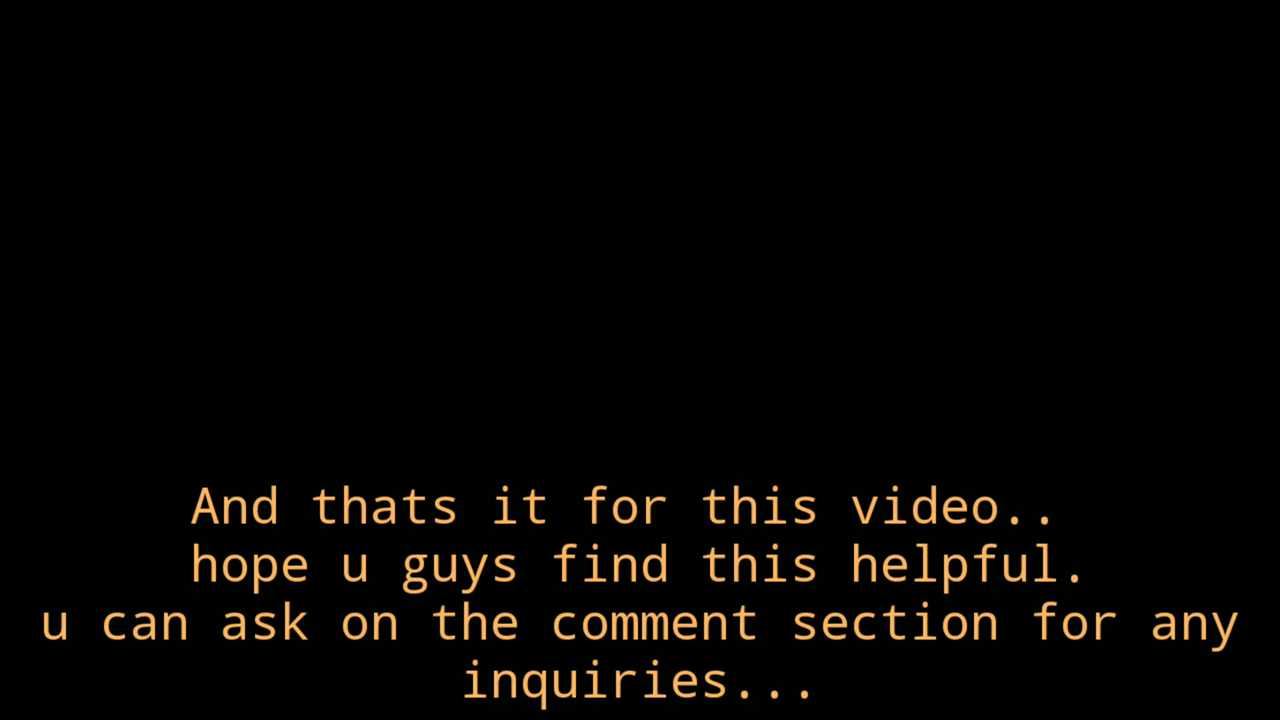 And thats it for this video..
hope u guys find this helpful.
u can ask on the comment section for any
inquiries...